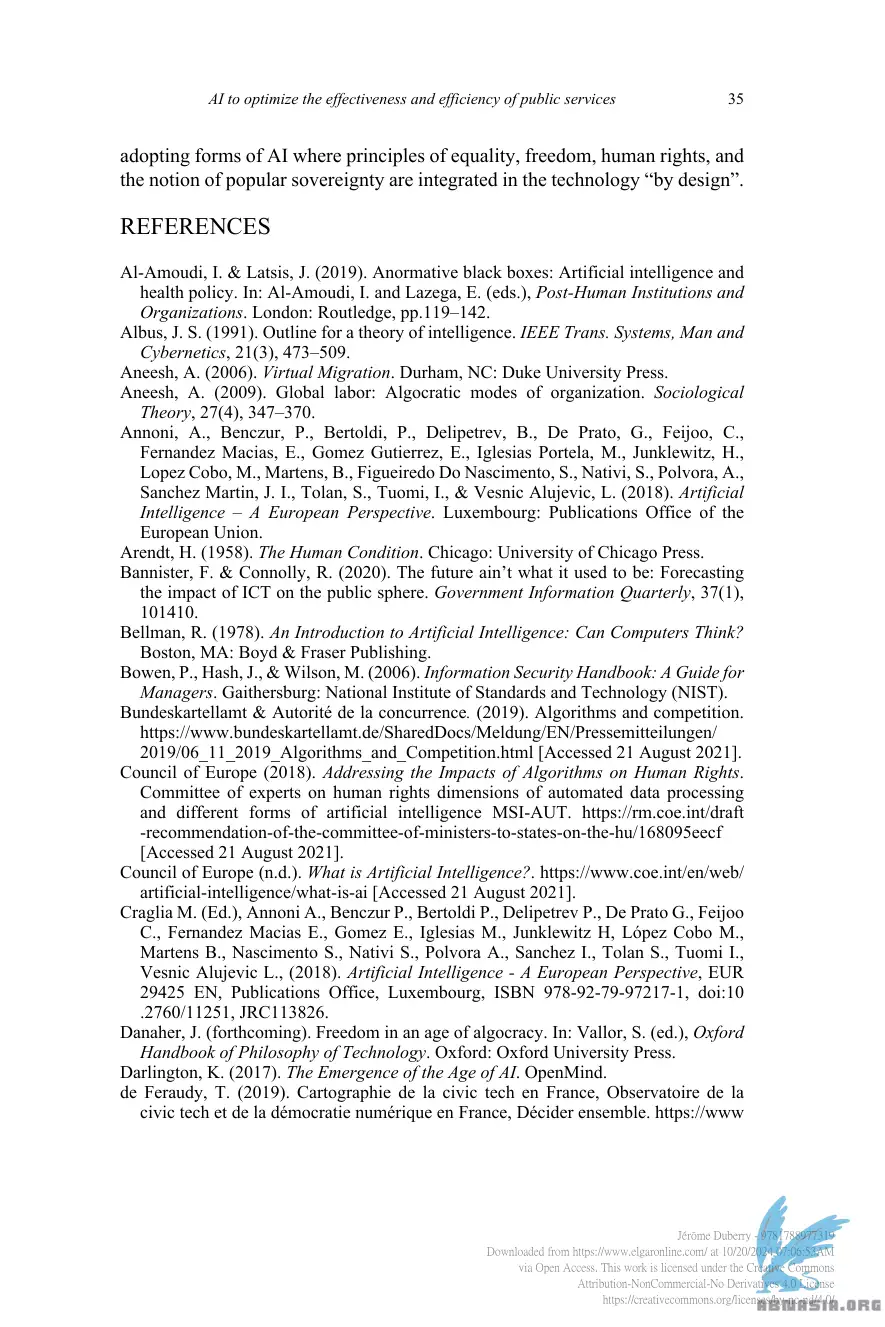 AI to optimize the effectiveness and efficiency of public services 35
adopting forms of AI where principles of equality, freedom, human rights, and
the notion of popular sovereignty are integrated in the technology “by design”.
REFERENCES
Al-Amoudi, I. & Latsis, J. (2019). Anormative black boxes: Artificial intelligence and
health policy. In: Al-Amoudi, I. and Lazega, E. (eds.), Post-Human Institutions and
Organizations. London: Routledge, pp.119–142.
Albus, J. S. (1991). Outline for a theory of intelligence. IEEE Trans. Systems, Man and
Cybernetics, 21(3), 473–509.
Aneesh, A. (2006). Virtual Migration. Durham, NC: Duke University Press.
Aneesh, A. (2009). Global labor: Algocratic modes of organization. Sociological
Theory, 27(4), 347–370.
Annoni, A., Benczur, P., Bertoldi, P., Delipetrev, B., De Prato, G., Feijoo, C.,
Fernandez Macias, E., Gomez Gutierrez, E., Iglesias Portela, M., Junklewitz, H.,
Lopez Cobo, M., Martens, B., Figueiredo Do Nascimento, S., Nativi, S., Polvora, A.,
Sanchez Martin, J. I., Tolan, S., Tuomi, I., & Vesnic Alujevic, L. (2018). Artificial
Intelligence – A European Perspective. Luxembourg: Publications Office of the
European Union.
Arendt, H. (1958). The Human Condition. Chicago: University of Chicago Press.
Bannister, F. & Connolly, R. (2020). The future ain’t what it used to be: Forecasting
the impact of ICT on the public sphere. Government Information Quarterly, 37(1),
101410.
Bellman, R. (1978). An Introduction to Artificial Intelligence: Can Computers Think?
Boston, MA: Boyd & Fraser Publishing.
Bowen, P., Hash, J., & Wilson, M. (2006). Information Security Handbook: A Guide for
Managers. Gaithersburg: National Institute of Standards and Technology (NIST).
Bundeskartellamt & Autorité de la concurrence. (2019). Algorithms and competition.
https://www.bundeskartellamt.de/SharedDocs/Meldung/EN/Pressemitteilungen/
2019/06_11_2019_Algorithms_and_Competition.html [Accessed 21 August 2021].
Council of Europe (2018). Addressing the Impacts of Algorithms on Human Rights.
Committee of experts on human rights dimensions of automated data processing
and different forms of artificial intelligence MSI-AUT. https://rm.coe.int/draft
-recommendation-of-the-committee-of-ministers-to-states-on-the-hu/168095eecf
[Accessed 21 August 2021].
Council of Europe (n.d.). What is Artificial Intelligence?. https://www.coe.int/en/web/
artificial-intelligence/what-is-ai [Accessed 21 August 2021].
Craglia M. (Ed.), Annoni A., Benczur P., Bertoldi P., Delipetrev P., De Prato G., Feijoo
C., Fernandez Macias E., Gomez E., Iglesias M., Junklewitz H, López Cobo M.,
Martens B., Nascimento S., Nativi S., Polvora A., Sanchez I., Tolan S., Tuomi I.,
Vesnic Alujevic L., (2018). Artificial Intelligence - A European Perspective, EUR
29425 EN, Publications Office, Luxembourg, ISBN 978-92-79-97217-1, doi:10
.2760/11251, JRC113826.
Danaher, J. (forthcoming). Freedom in an age of algocracy. In: Vallor, S. (ed.), Oxford
Handbook of Philosophy of Technology. Oxford: Oxford University Press.
Darlington, K. (2017). The Emergence of the Age of AI. OpenMind.
de Feraudy, T. (2019). Cartographie de la civic tech en France, Observatoire de la
civic tech et de la démocratie numérique en France, Décider ensemble. https://www
Jérôme Duberry - 9781788977319
Downloaded from https://www.elgaronline.com/ at 10/20/2024 07:06:53AM
via Open Access. This work is licensed under the Creative Commons
Attribution-NonCommercial-No Derivatives 4.0 License
https://creativecommons.org/licenses/by-nc-nd/4.0/
ABTNASIA.ORG